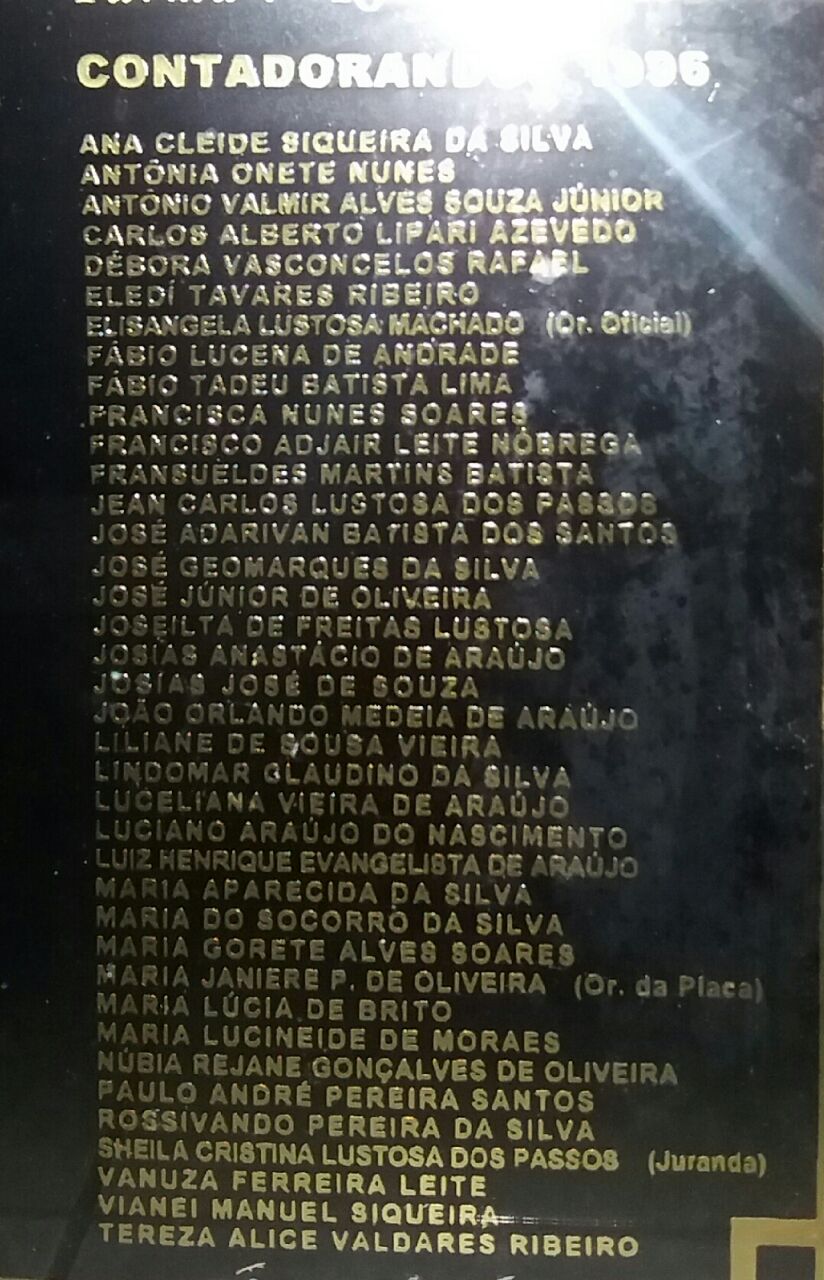 CONTADORANDOS 1996
ANA CLEIDE SIQUEIRA DA SILVA
ANTÔNIA ONETE NUNES
ANTÔNIO VALMIR ALVES SOUZA JÚNIOR
CARLOS ALBERTO LIPARI AZEVEDO
DÉBORA VASCONCELOS RAFAEL
ELEDÍ TAVARES RIBEIRO
ELISANGELA LUSTOSA MACHADO (Or. Oficial)
FÁBIO LUCENA DE ANDRADE
FÁBIO TADEU BATISTA LIMA
FRANCISCA NUNES SOARES
FRANCISCO ADJAIR LEITE NÓBREGA
FRANSUÉLDES MARTINS BATISTA
JEAN CARLOS LUSTOSA DOS PASSOS
JOSÉ ADARIVAN BATISTA DOS SANTOS
JOSÉ GEOMARQUES DA SILVA
JOSÉ JÚNIOR DE OLIVEIRA
JOSEILTA DE FREITAS LUSTOSA
JOSIAS ANASTÁCIO DE ARAÚJO
JOSIAS JOSÉ DE SOUZA
JOÃO ORLANDO MEDEIA DE ARAÚJO
LILIANE DE SOUSA VIEIRA
LINDOMAR CLAUDINO DA SILVA
LUCELIANA VIEIRA DE ARAÚJO
LUCIANO ARAÚJO DO NASCIMENTO
LUIZ HENRIQUE EVANGELISTA DE ARAÚJO
MARIA APARECIDA DA SILVA
MARIA DO SOCORRO DA SILVA
MARIA GORETE ALVES SOARES
MARIA JANIERE P. DE OLIVEIRA (Or. da Placa)
MARIA LÚCIA DE BRITO
MARIA LUCINEIDE DE MORAES
NÚBIA REJANE GONÇALVES DE OLIVEIRA
PAULO ANDRÉ PEREIRA SANTOS
ROSSIVANDO PEREIRA DA SILVA
SHEILA CRISTINA LUSTOSA DOS PASSOS (Juranda)
VANUZA FERREIRA LEITE
VIANEI MANUEL SIQUEIRA
TEREZA ALICE VALDARES RIBEIRO